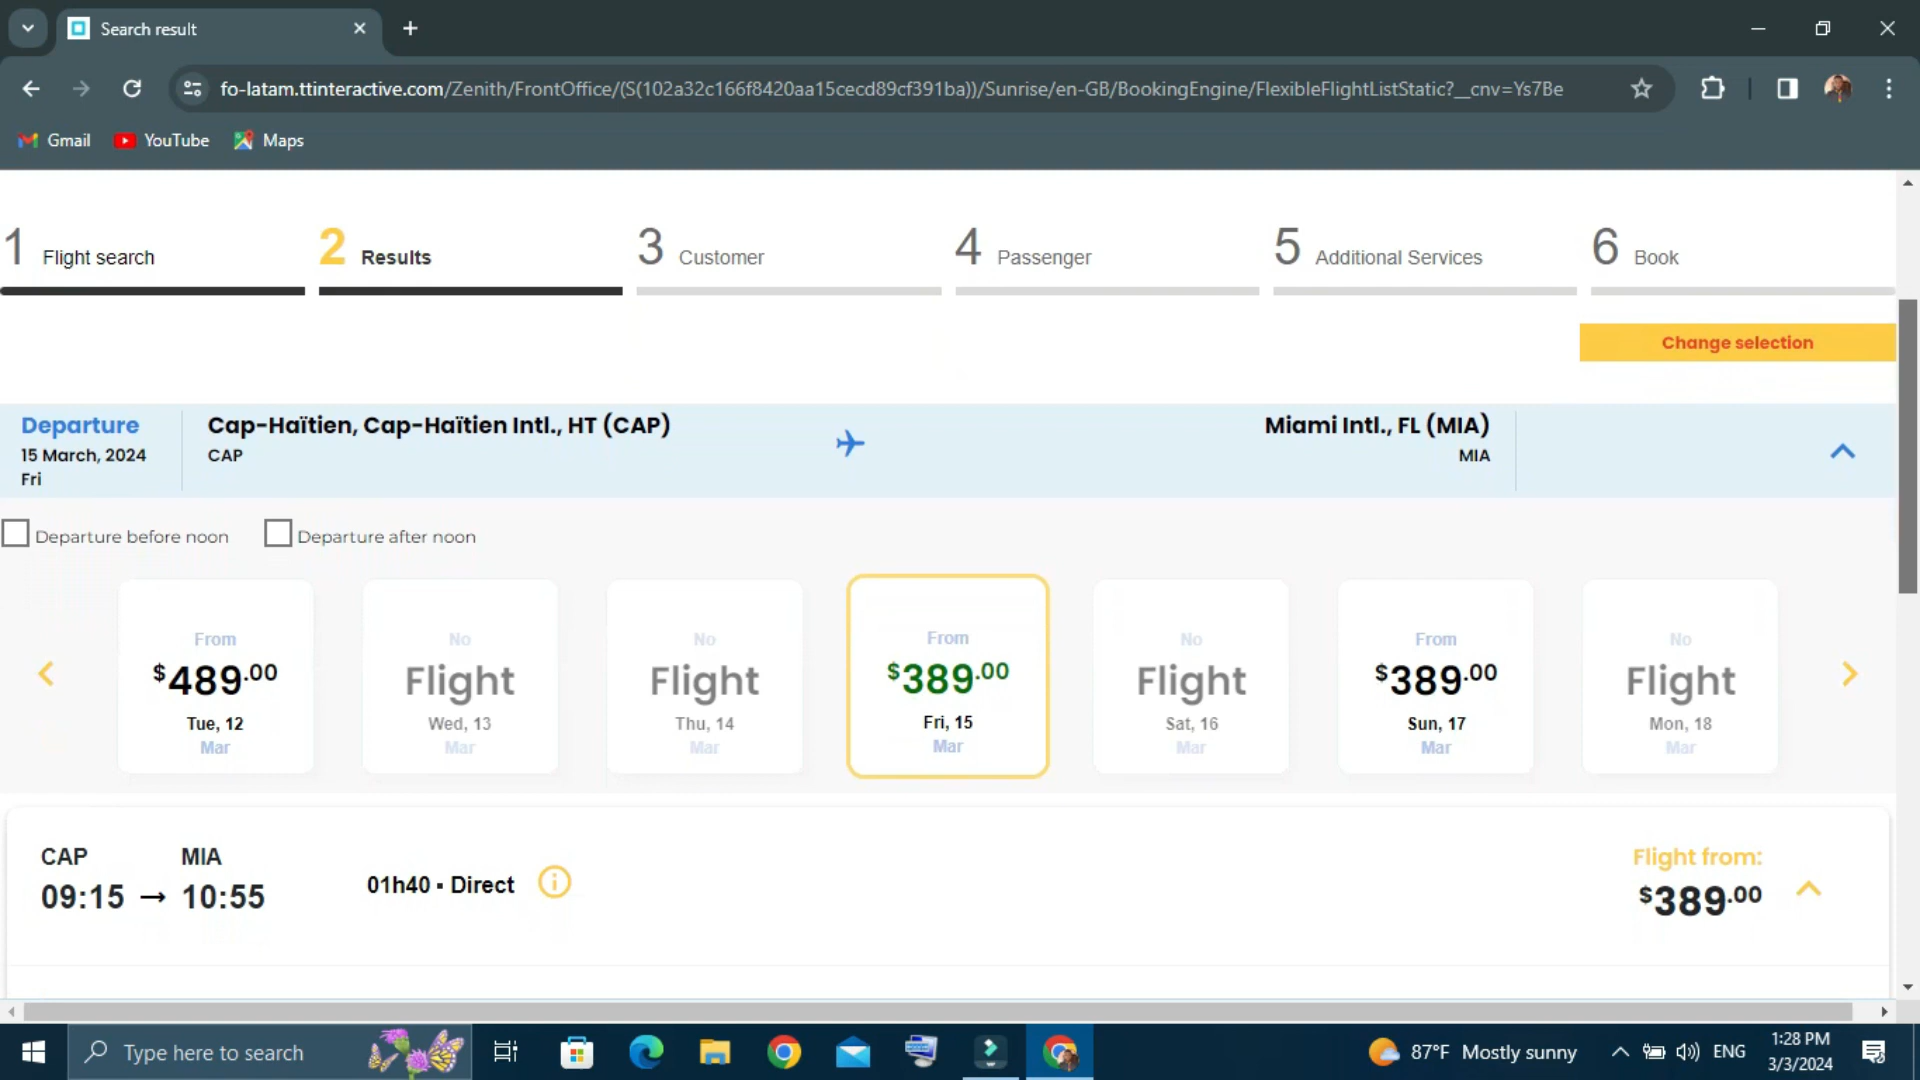 Search result
fo-latam.ttinteractive.com/Zenith/FrontOffice/(S(102a32c166f8420aa15cecd89cf391ba))/Sunrise/en-GB/BookingEngine/FlexibleFlightListStatic?__cnv=Ys7Be
Gmail YouTube Maps
1 Flight search 2 Results 3 Customer 4 Passenger 5 Additional Services 6 Book
Change selection
Departure Cap-Haïtien, Cap-Haïtien Intl., HT (CAP) Miami Intl., FL (MIA)
15 March, 2024 CAP MIA
Fri
Departure before noon Departure after noon
From No No From No From No
$489.00 Flight Flight $389.00 Flight $389.00 Flight
Tue, 12 Wed, 13 Thu, 14 Fri, 15 Sat, 16 Sun, 17 Mon, 18
Mar Mar Mar Mar Mar Mar Mar
CAP MIA Flight from:
09:15 → 10:55 01h40 ▪ Direct $389.00
Type here to search 87°F Mostly sunny ENG 1:28 PM
3/3/2024